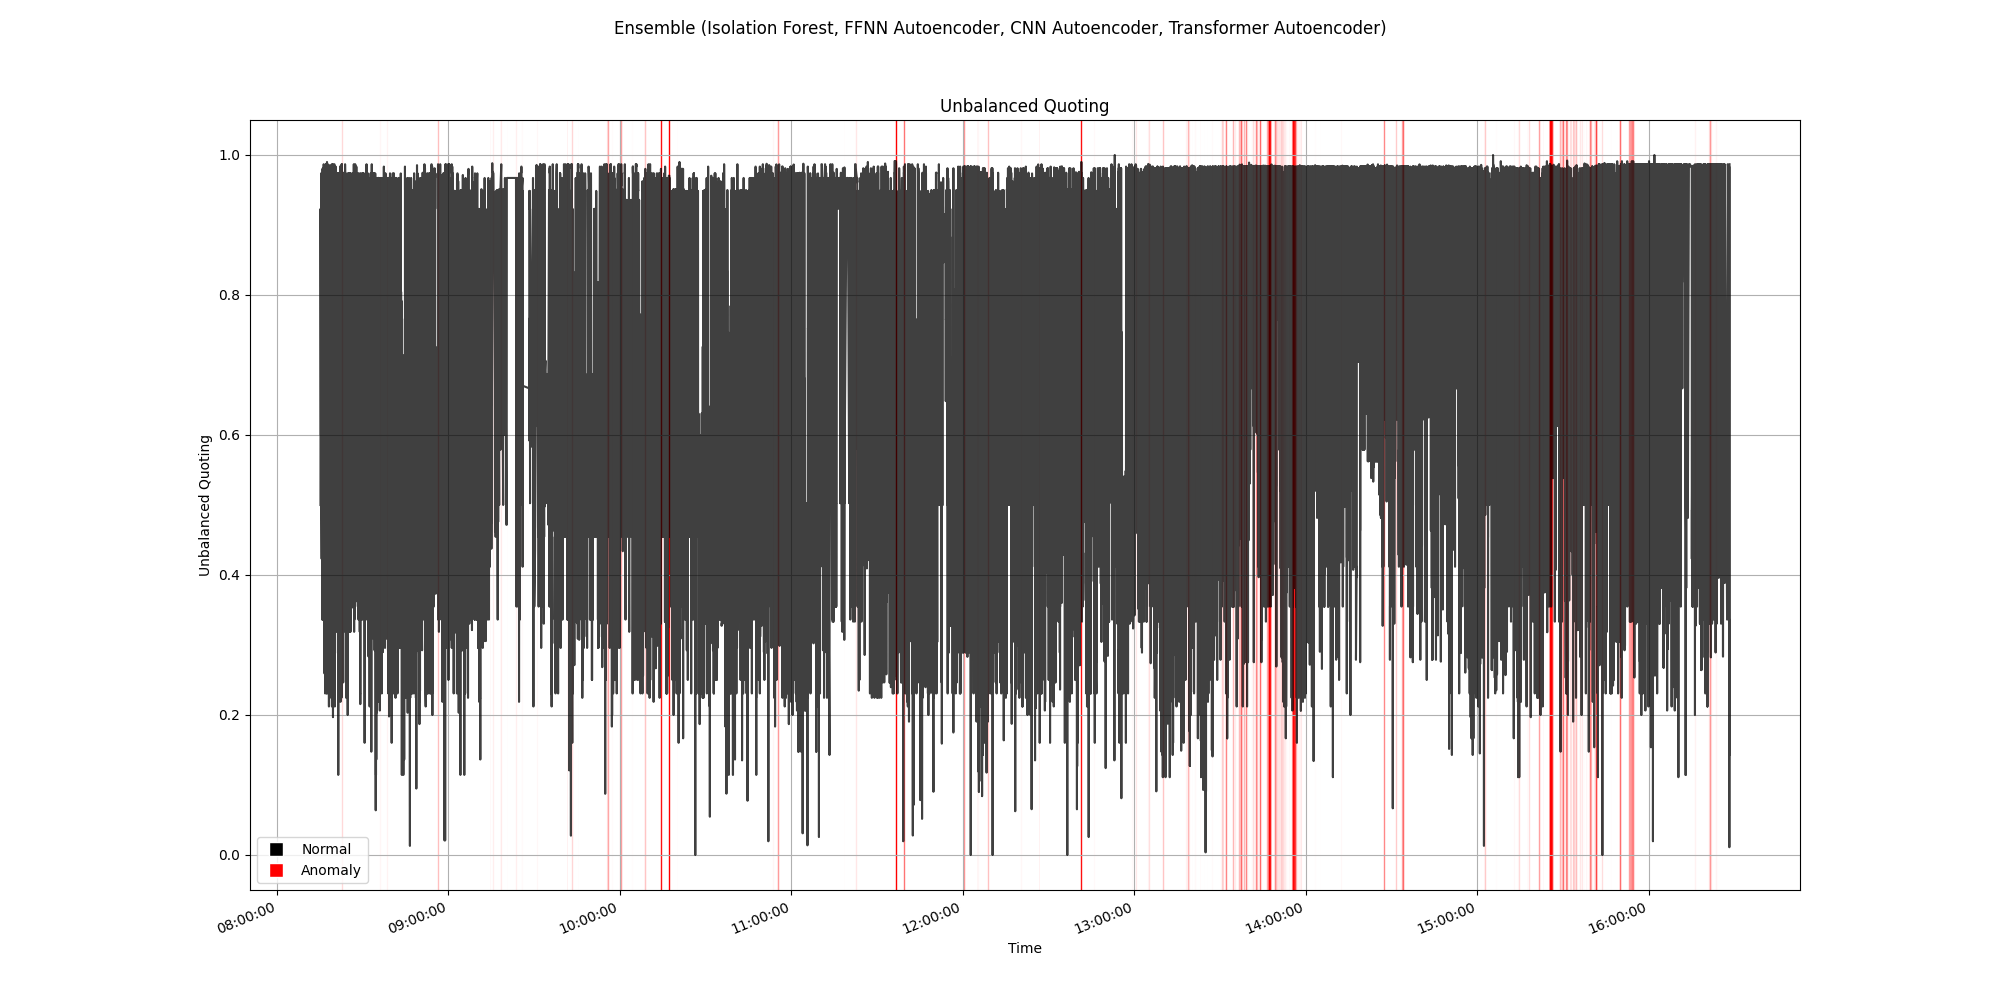 Ensemble (Isolation Forest, FFNN Autoencoder, CNN Autoencoder, Transformer Autoencoder)
Unbalanced Quoting
Unbalanced Quoting
1.0
0.8
0.6
0.4
0.2
0.0
Normal
Anomaly
08:00:00
09:00:00
10:00:00
11:00:00
12:00:00
13:00:00
14:00:00
15:00:00
16:00:00
Time